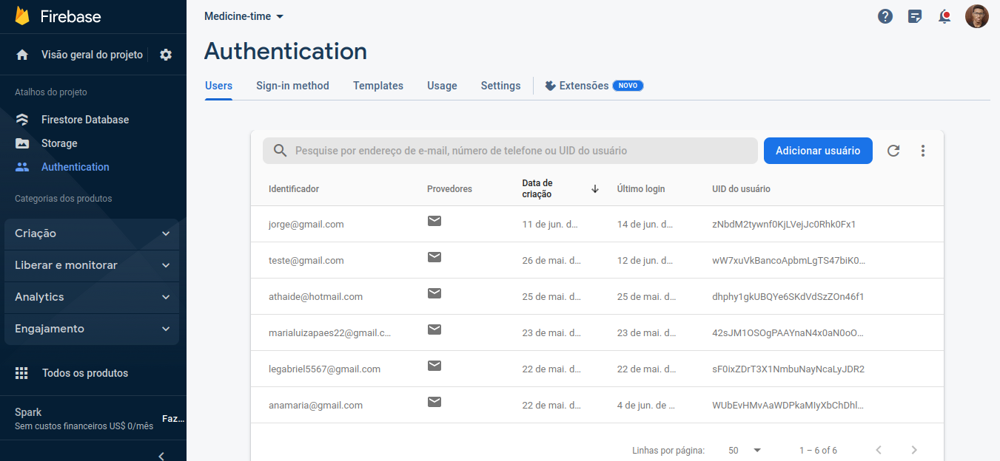 Firebase
Visão geral do projeto
Atalhos do projeto
Firestore Database
Storage
Authentication
Categorias dos produtos
Criação
Liberar e monitorar
Analytics
Engajamento
Todos os produtos
Spark
Sem custos financeiros US$ 0/mês
Faz...
Medicine-time
Authentication
Users Sign-in method Templates Usage Settings Extensões NOVO
Pesquise por endereço de e-mail, número de telefone ou UID do usuário Adicionar usuário
Identificador Provedores Data de criação Último login UID do usuário
jorge@gmail.com 11 de jun. d... 14 de jun. d... zNbdM2tywnf0KjLVejJc0Rhk0Fx1
teste@gmail.com 26 de mai. d... 12 de jun. d... wW7xuVkBancoApbmLgTS47biK0...
athaide@hotmail.com 25 de mai. d... 25 de mai. d... dhphy1gkUBQYe6SKdVdSzZOn46f1
marialuizapaes22@gmail.c... 23 de mai. d... 23 de mai. d... 42sJM1OSOgPAAYnaN4x0aN0oO...
legabriel5567@gmail.com 22 de mai. d... 22 de mai. d... sF0ixZDrT3X1NmbuNayNcaLyJDR2
anamaria@gmail.com 22 de mai. d... 4 de jun. de ... WUbEvHMvAaWDPkaMIyXbChDhl...
Linhas por página: 50 1 – 6 of 6